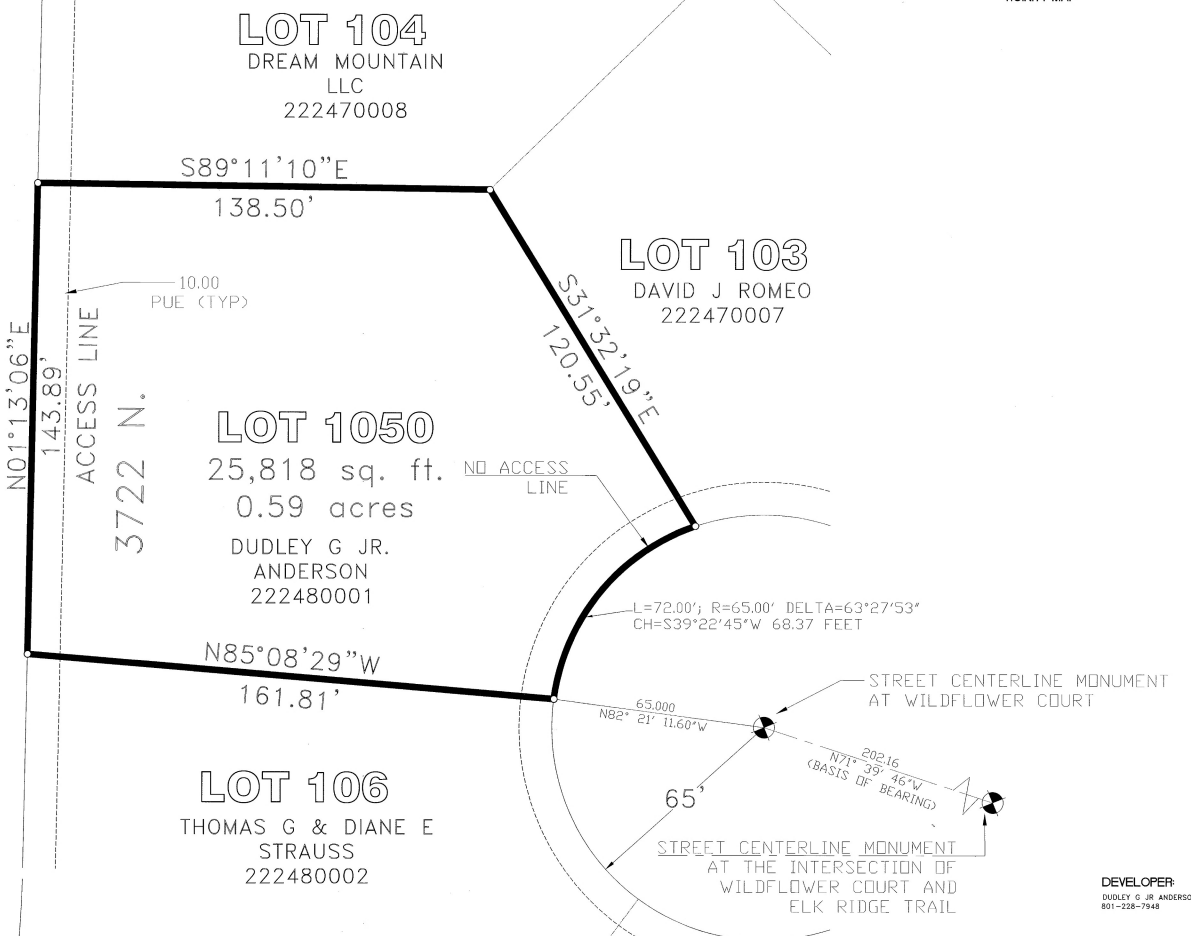 LOT 104
DREAM MOUNTAIN
LLC
222470008
S89°11'10"E
138.50'
LOT 103
DAVID J ROMEO
222470007
10.00
PUE (TYP)
S31°32'19"E
120.55'
N01°13'06"E
143.89'
ACCESS LINE
3722 N.
LOT 1050
25,818 sq. ft.
0.59 acres
DUDLEY G JR.
ANDERSON
222480001
NO ACCESS
LINE
L=72.00'; R=65.00' DELTA=63°27'53"
CH=S39°22'45"W 68.37 FEET
N85°08'29"W
161.81'
STREET CENTERLINE MONUMENT
AT WILDFLOWER COURT
65.000
N82° 21' 11.60"W
202.16
N71° 39' 46"W
(BASIS OF BEARING)
65'
LOT 106
THOMAS G & DIANE E
STRAUSS
222480002
STREET CENTERLINE MONUMENT
AT THE INTERSECTION OF
WILDFLOWER COURT AND
ELK RIDGE TRAIL
DEVELOPER:
DUDLEY G JR ANDERSO
801-228-7948